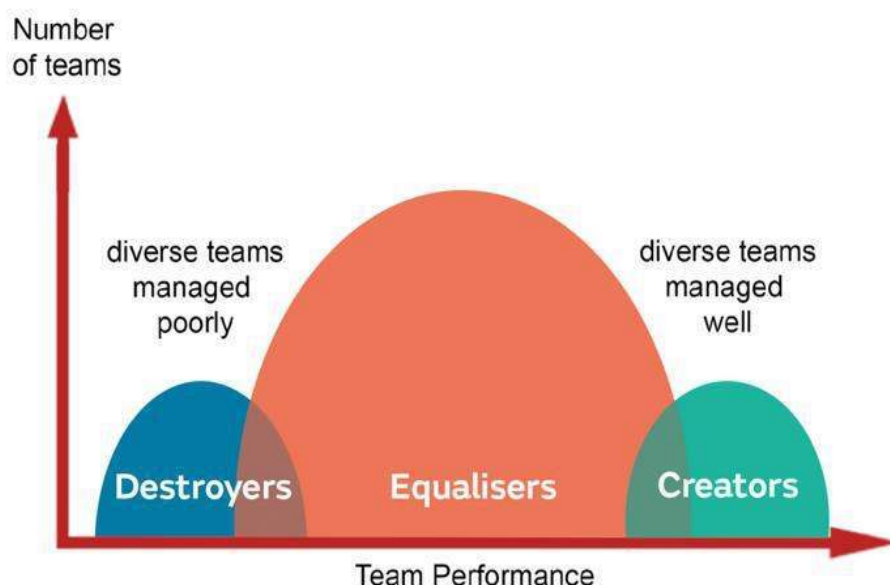 Number
of teams
diverse teams
managed
poorly
diverse teams
managed
well
Destroyers
Equalisers
Creators
Team Performance